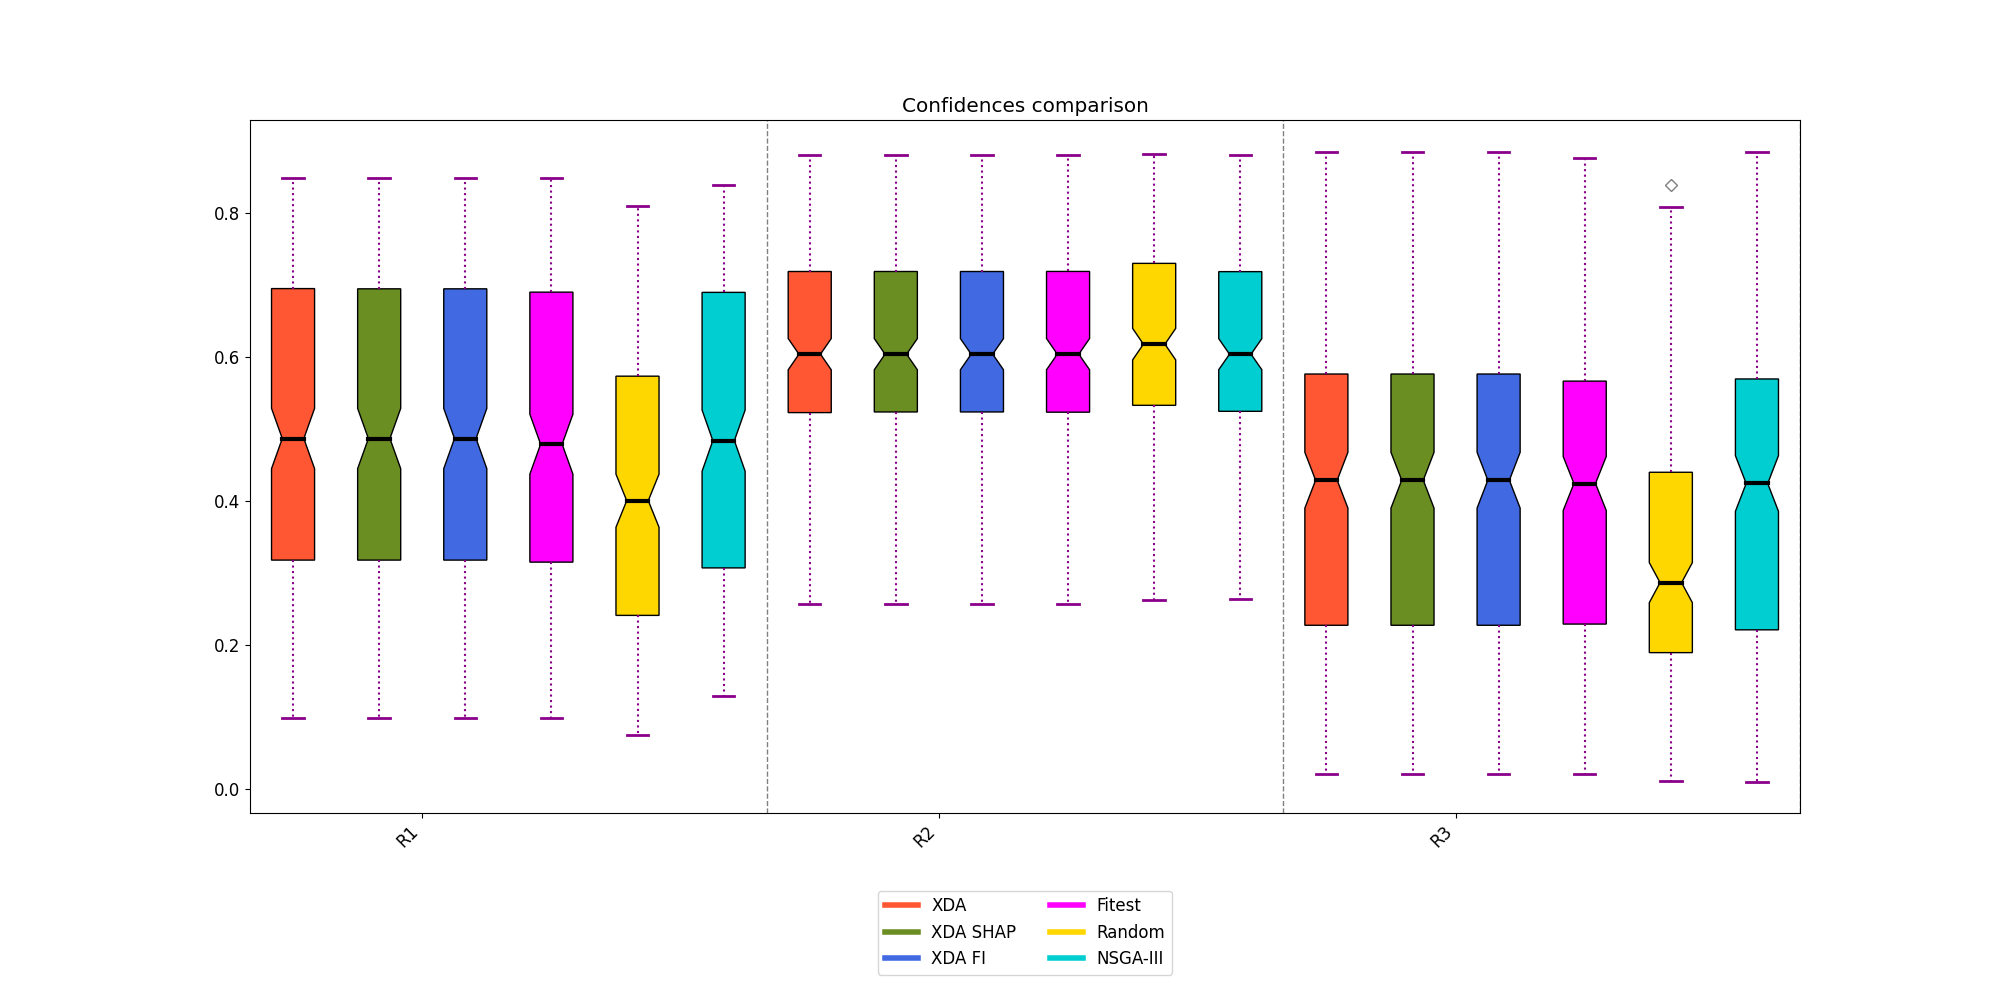 Confidences comparison
0.8
0.6
0.4
0.2
0.0
R1
R2
R3
XDA
XDA SHAP
XDA FI
Fitest
Random
NSGA-III